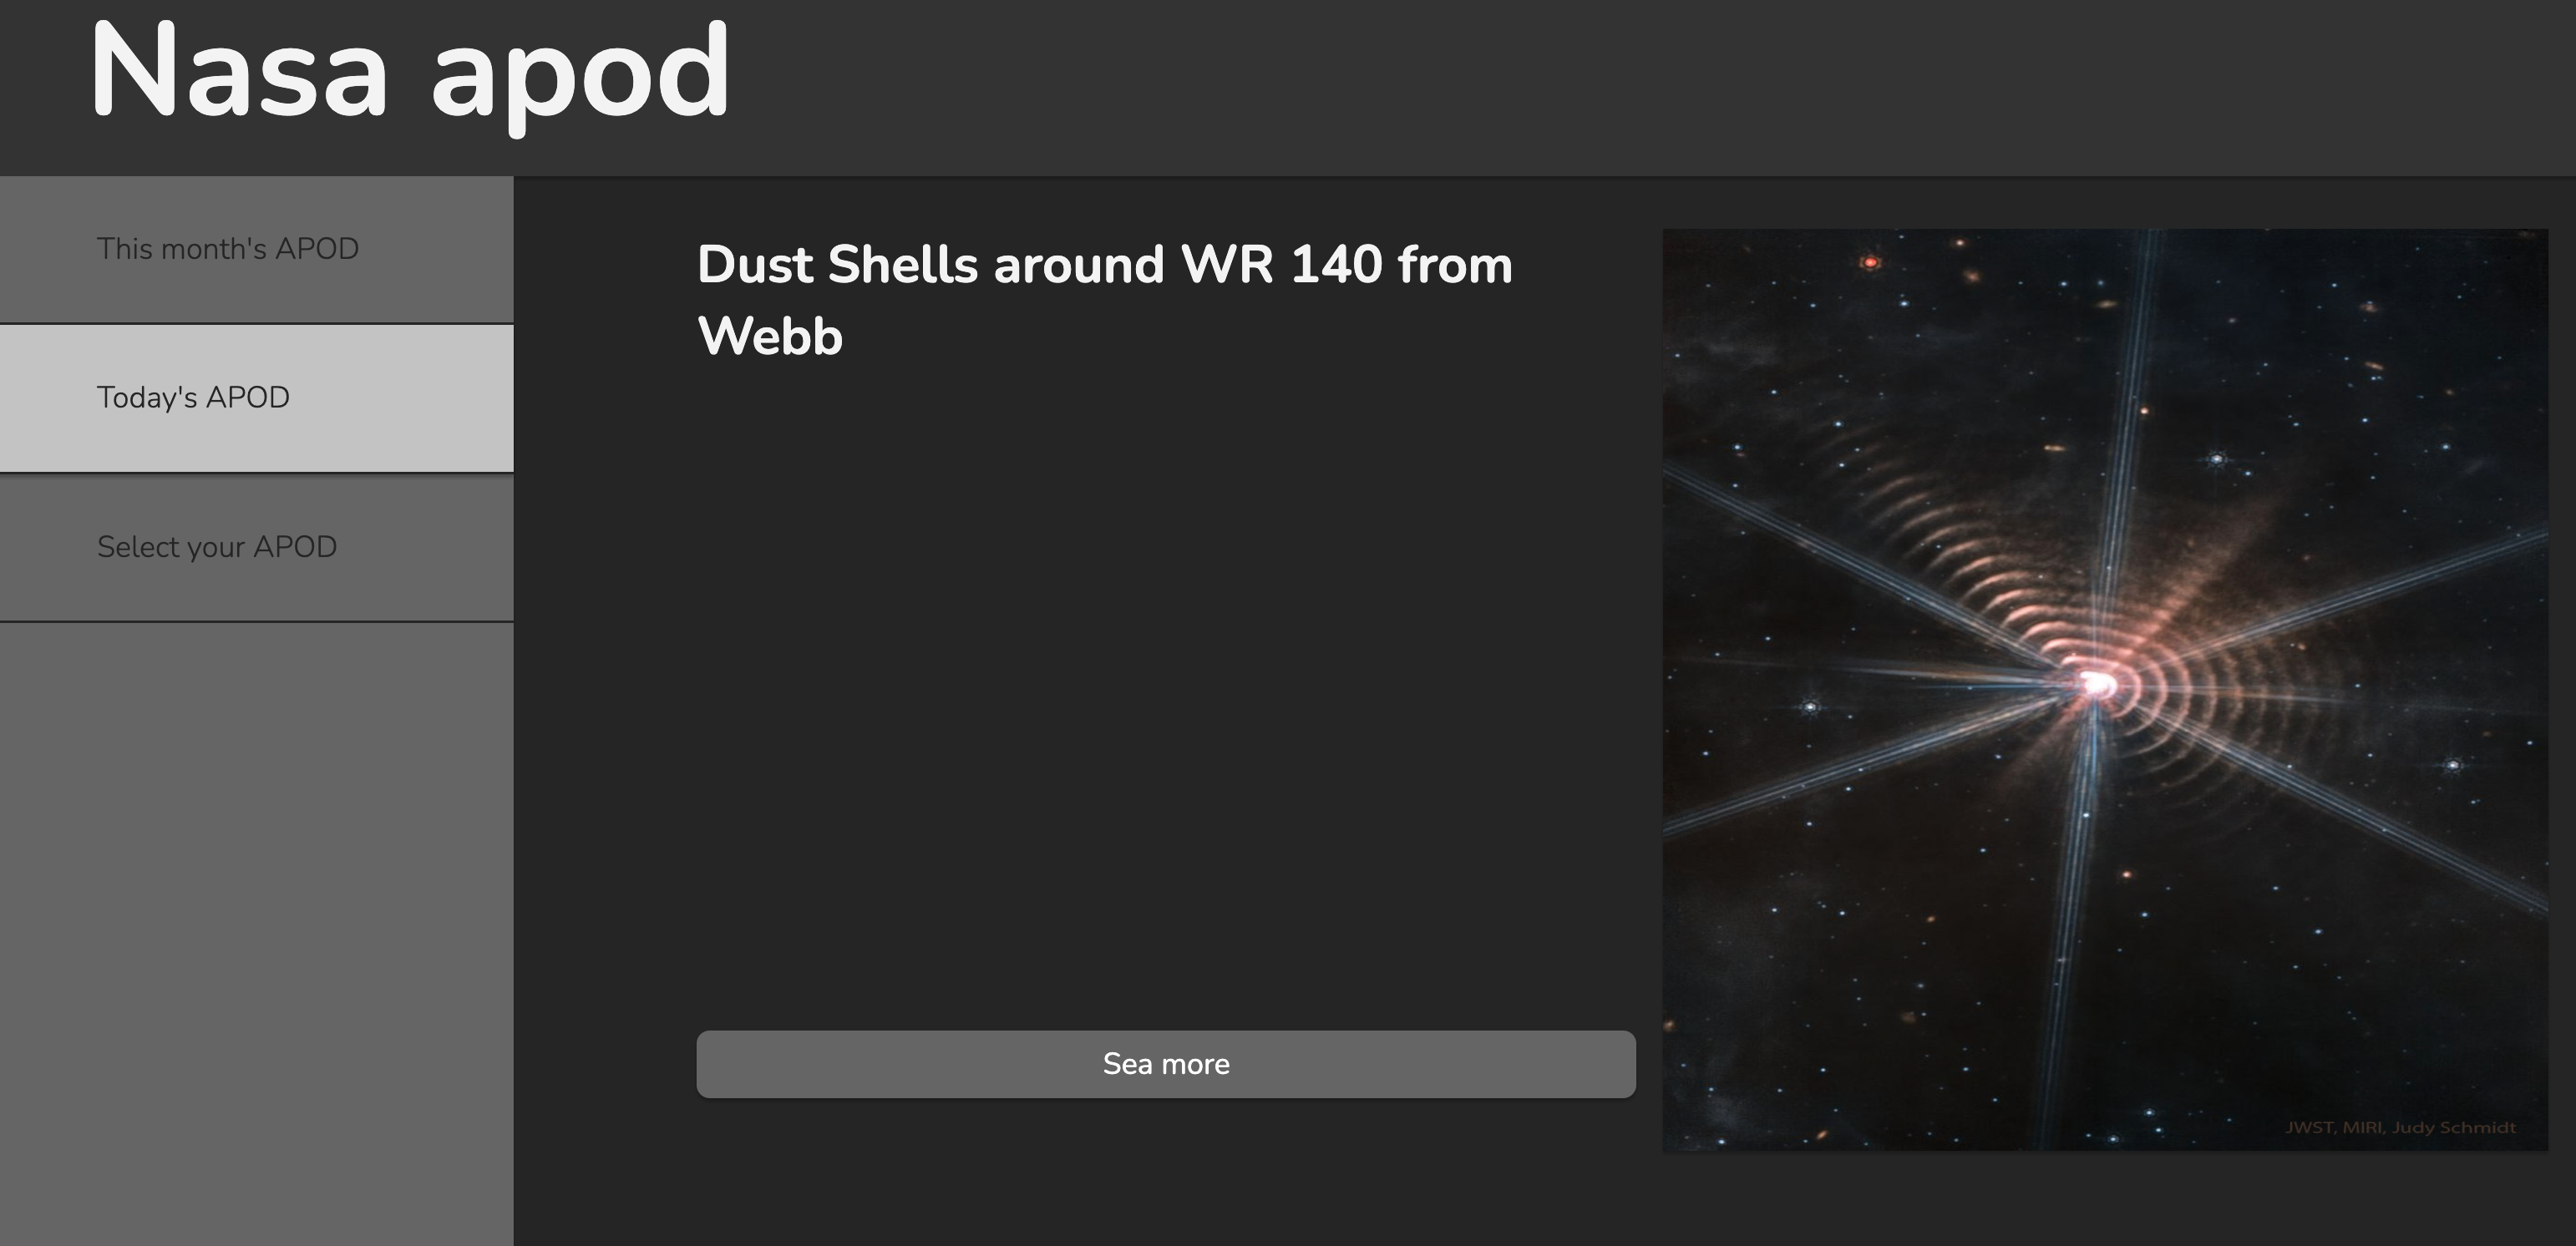 Nasa apod
This month's APOD
Today's APOD
Select your APOD
Dust Shells around WR 140 from
Webb
Sea more
JWST, MIRI, Judy Schmidt